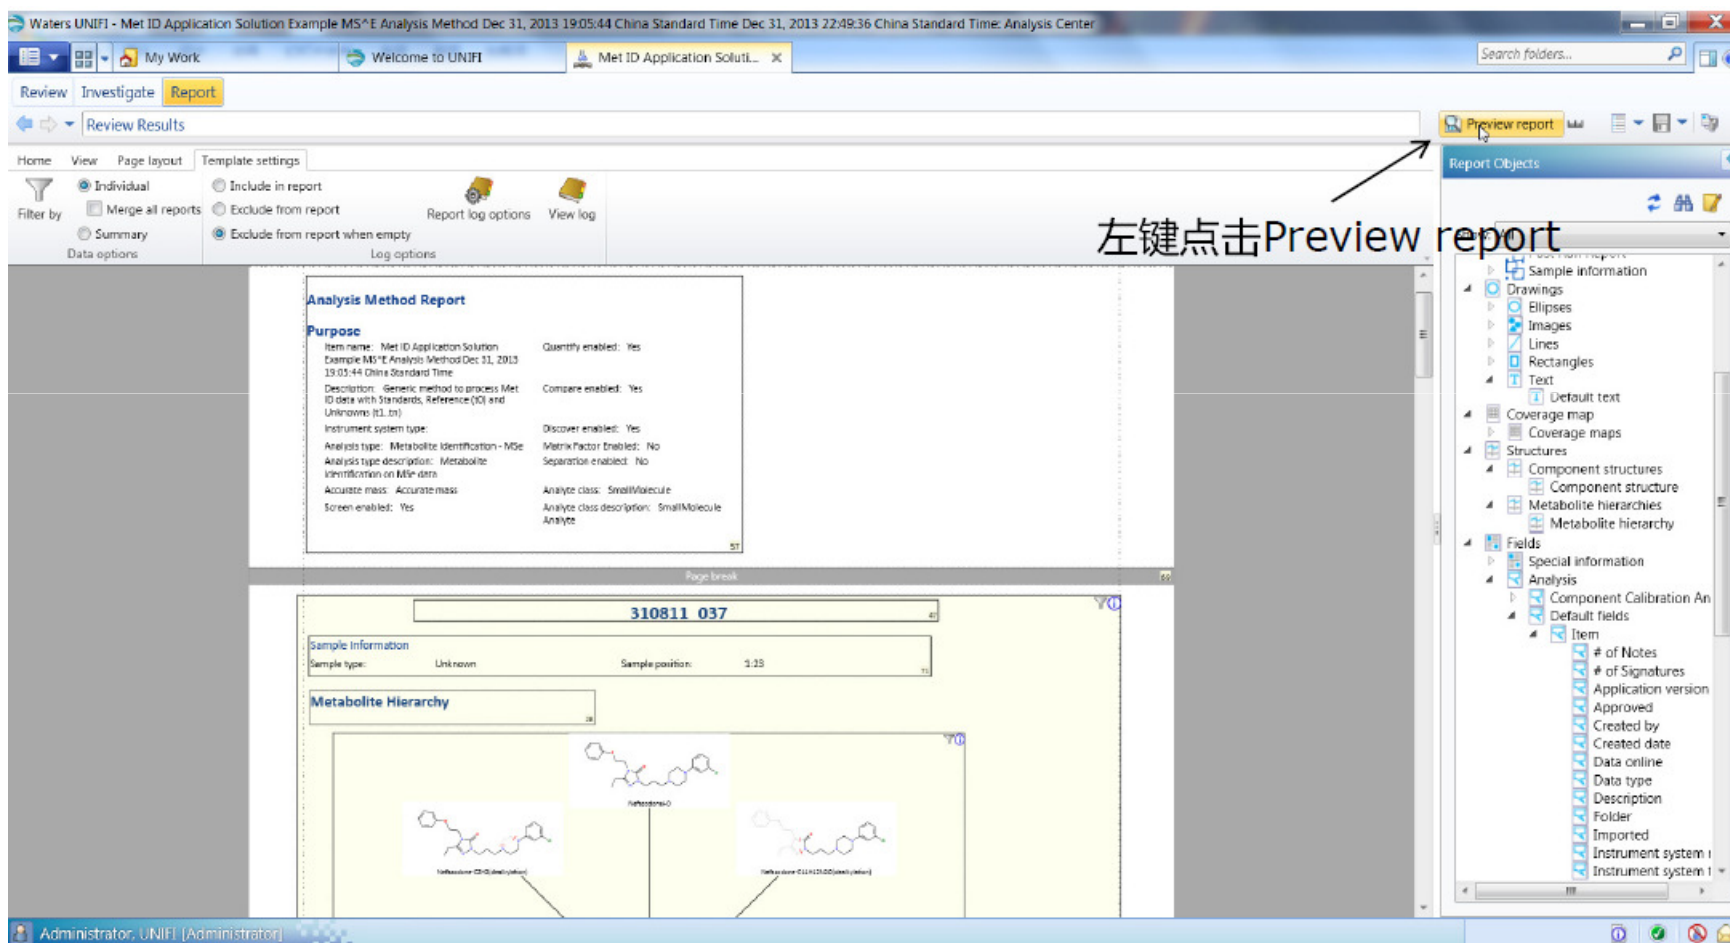 Waters UNIFI - Met ID Application Solution Example MS^E Analysis Method Dec 31, 2013 19:05:44 China Standard Time Dec 31, 2013 22:49:36 China Standard Time: Analysis Center
My Work
Welcome to UNIFI
Met ID Application Soluti...
Search folders...
Review Investigate Report
Review Results
Preview report
Home View Page layout Template settings
Report Objects
Filter by
Individual
Merge all reports
Summary
Data options
Include in report
Exclude from report
Exclude from report when empty
Log options
Report log options
View log
左键点击Preview report
All
Analysis Method Report
Purpose
Item name: Met ID Application Solution
Example MS^E Analysis Method Dec 31, 2013
19:05:44 China Standard Time
Quantify enabled: Yes
Description: Generic method to process Met
ID data with Standards, Reference (t0) and
Unknowns (t1..tn)
Compare enabled: Yes
Instrument system type:
Discover enabled: Yes
Analysis type: Metabolite Identification - MSe
Matrix Factor Enabled: No
Analysis type description: Metabolite
Identification on MSe data
Separation enabled: No
Accurate mass: Accurate mass
Analyte class: SmallMolecule
Screen enabled: Yes
Analyte class description: SmallMolecule
Analyte
57
Page break
310811 037
Sample Information
Sample type: Unknown
Sample position: 1:23
Metabolite Hierarchy
Sample information
Drawings
Ellipses
Images
Lines
Rectangles
Text
Default text
Coverage map
Coverage maps
Structures
Component structures
Component structure
Metabolite hierarchies
Metabolite hierarchy
Fields
Special information
Analysis
Component Calibration An
Default fields
Item
# of Notes
# of Signatures
Application version
Approved
Created by
Created date
Data online
Data type
Description
Folder
Imported
Instrument system
Instrument system
Administrator, UNIFI [Administrator]